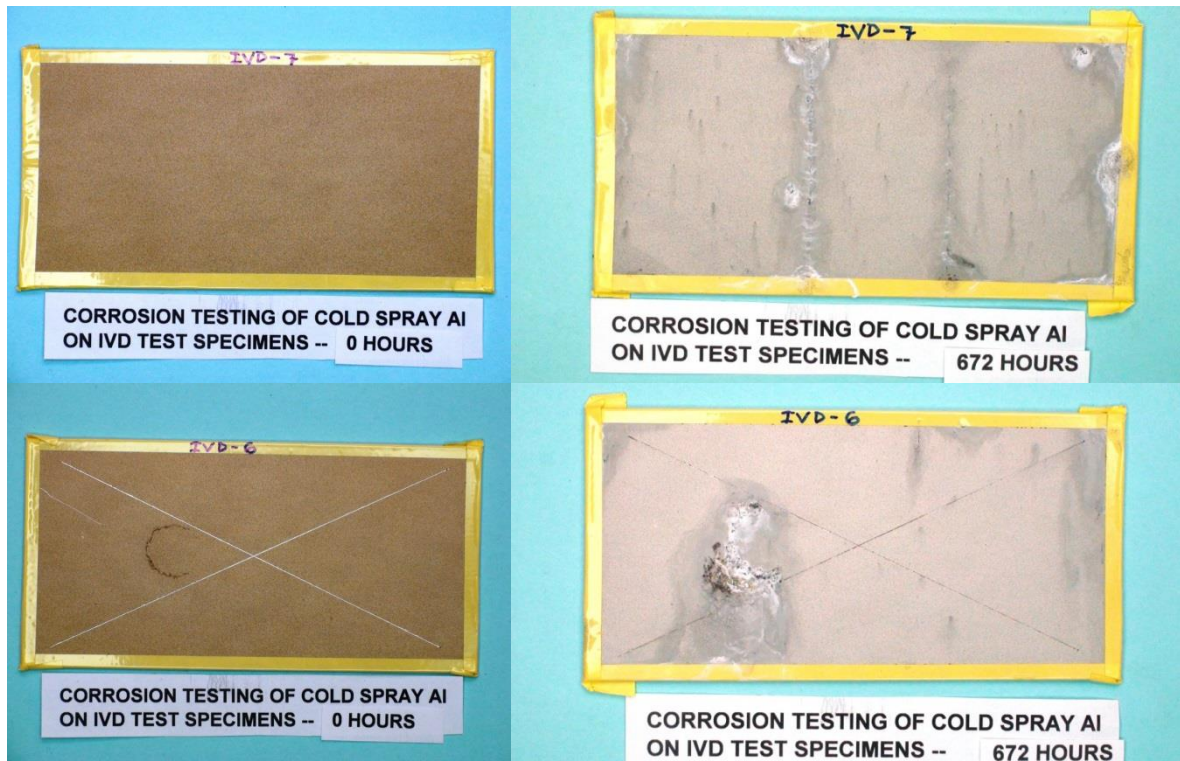 IVD-7
CORROSION TESTING OF COLD SPRAY Al
ON IVD TEST SPECIMENS -- 0 HOURS
IVD-7
CORROSION TESTING OF COLD SPRAY Al
ON IVD TEST SPECIMENS -- 672 HOURS
IVD-6
CORROSION TESTING OF COLD SPRAY Al
ON IVD TEST SPECIMENS -- 0 HOURS
IVD-6
CORROSION TESTING OF COLD SPRAY Al
ON IVD TEST SPECIMENS -- 672 HOURS